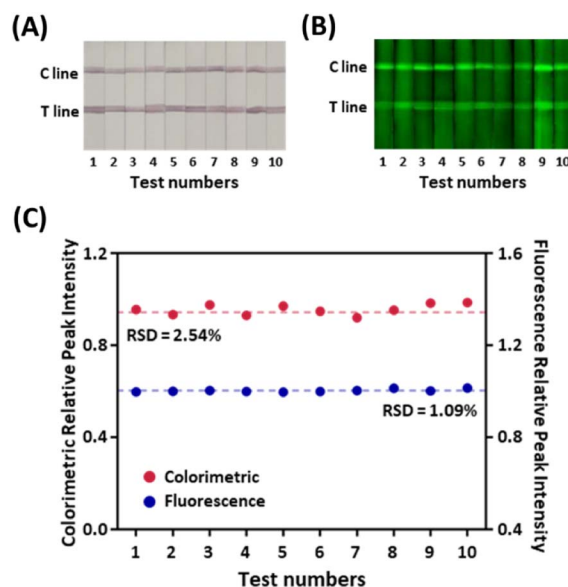 (A)
C line
T line
1 2 3 4 5 6 7 8 9 10
Test numbers
(B)
C line
T line
1 2 3 4 5 6 7 8 9 10
Test numbers
(C)
Colorimetric Relative Peak Intensity
1.2
0.8
0.4
0.0
RSD = 2.54%
RSD = 1.09%
Colorimetric
Fluorescence
1 2 3 4 5 6 7 8 9 10
Test numbers
1.6
1.2
0.8
0.4
Fluorescence Relative Peak Intensity